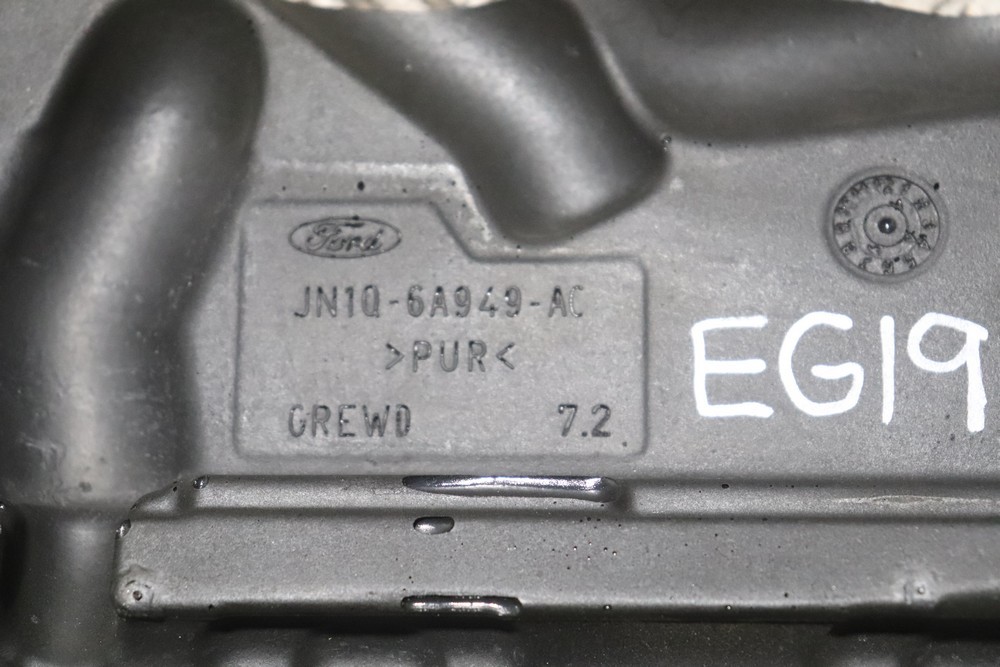 Ford
JN1Q-6A949-AC
>PUR<
GREWD
7.2
EG19